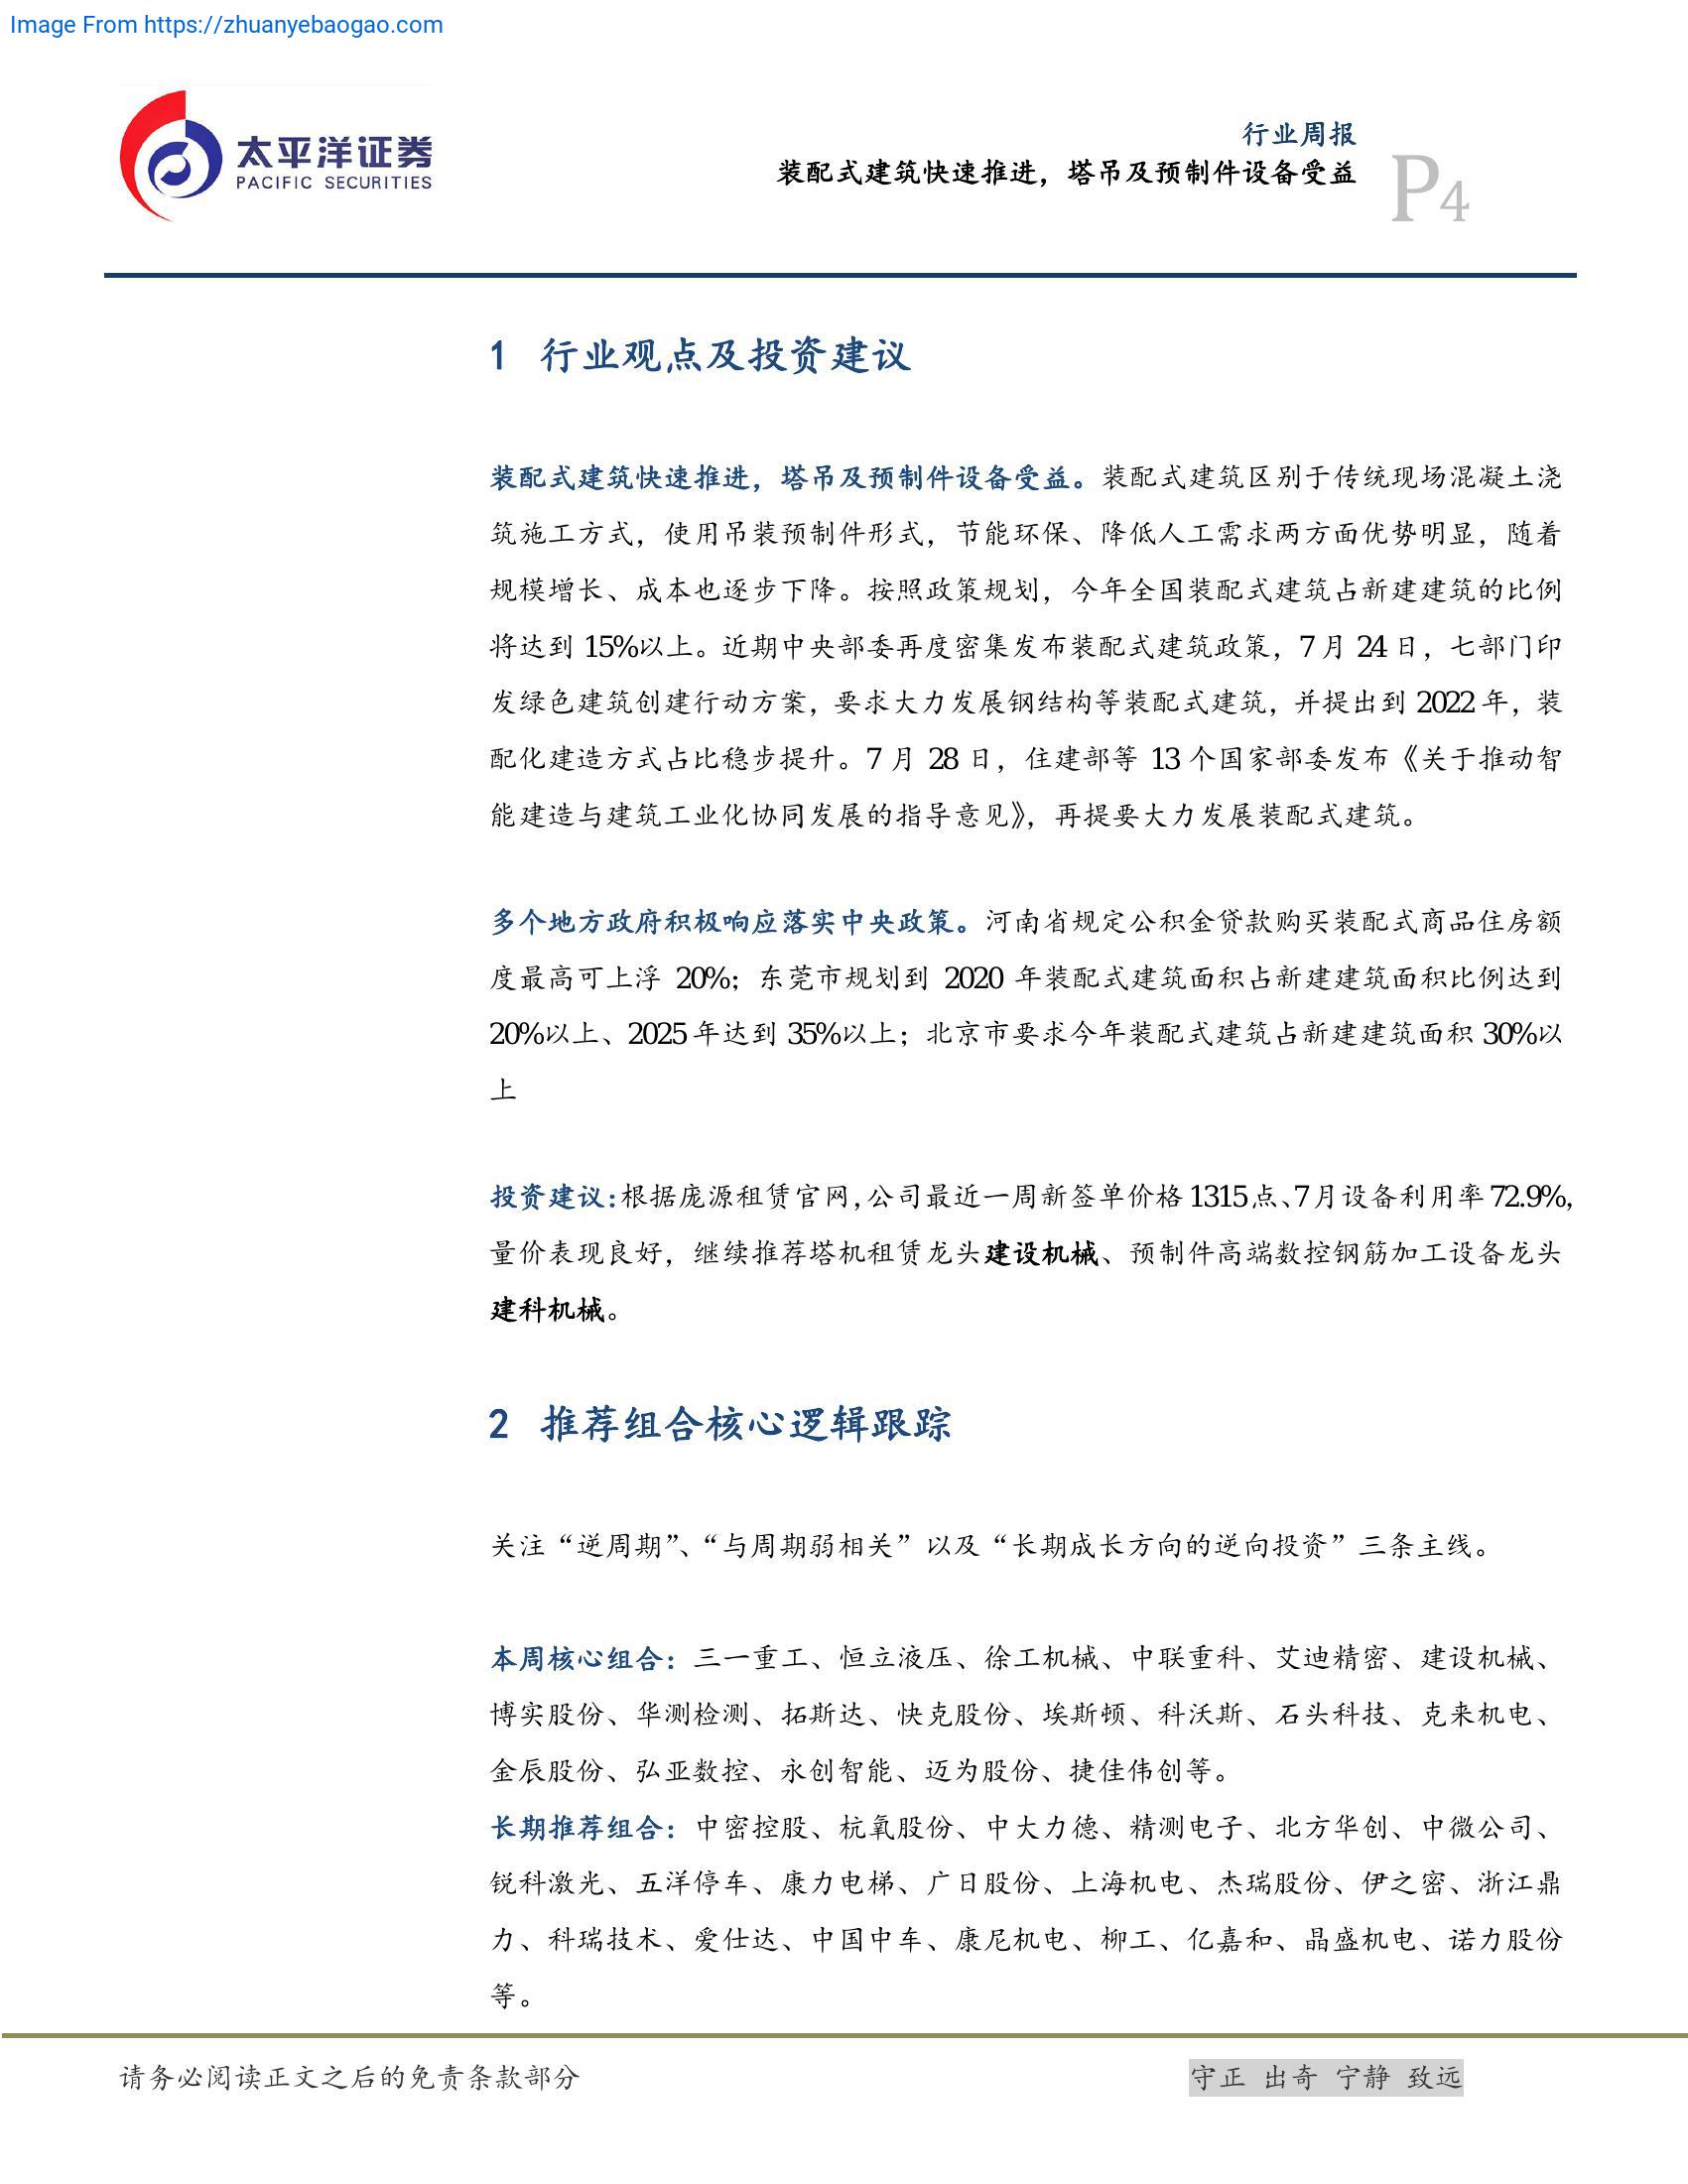 Image From https://zhuanyebaogao.com
太平洋证券
PACIFIC SECURITIES
行业周报
装配式建筑快速推进，塔吊及预制件设备受益
P4
1 行业观点及投资建议
装配式建筑快速推进，塔吊及预制件设备受益。装配式建筑区别于传统现场混凝土浇
筑施工方式，使用吊装预制件形式，节能环保、降低人工需求两方面优势明显，随着
规模增长、成本也逐步下降。按照政策规划，今年全国装配式建筑占新建建筑的比例
将达到 15%以上。近期中央部委再度密集发布装配式建筑政策，7 月 24 日，七部门印
发绿色建筑创建行动方案，要求大力发展钢结构等装配式建筑，并提出到 2022 年，装
配化建造方式占比稳步提升。7 月 28 日，住建部等 13 个国家部委发布《关于推动智
能建造与建筑工业化协同发展的指导意见》，再提要大力发展装配式建筑。
多个地方政府积极响应落实中央政策。河南省规定公积金贷款购买装配式商品住房额
度最高可上浮 20%；东莞市规划到 2020 年装配式建筑面积占新建建筑面积比例达到
20%以上、2025 年达到 35%以上；北京市要求今年装配式建筑占新建建筑面积 30%以
上
投资建议：根据庞源租赁官网，公司最近一周新签单价格 1315 点、7 月设备利用率 72.9%，
量价表现良好，继续推荐塔机租赁龙头建设机械、预制件高端数控钢筋加工设备龙头
建科机械。
2 推荐组合核心逻辑跟踪
关注“逆周期”、“与周期弱相关”以及“长期成长方向的逆向投资”三条主线。
本周核心组合：三一重工、恒立液压、徐工机械、中联重科、艾迪精密、建设机械、
博实股份、华测检测、拓斯达、快克股份、埃斯顿、科沃斯、石头科技、克来机电、
金辰股份、弘亚数控、永创智能、迈为股份、捷佳伟创等。
长期推荐组合：中密控股、杭氧股份、中大力德、精测电子、北方华创、中微公司、
锐科激光、五洋停车、康力电梯、广日股份、上海机电、杰瑞股份、伊之密、浙江鼎
力、科瑞技术、爱仕达、中国中车、康尼机电、柳工、亿嘉和、晶盛机电、诺力股份
等。
请务必阅读正文之后的免责条款部分
守正 出奇 宁静 致远